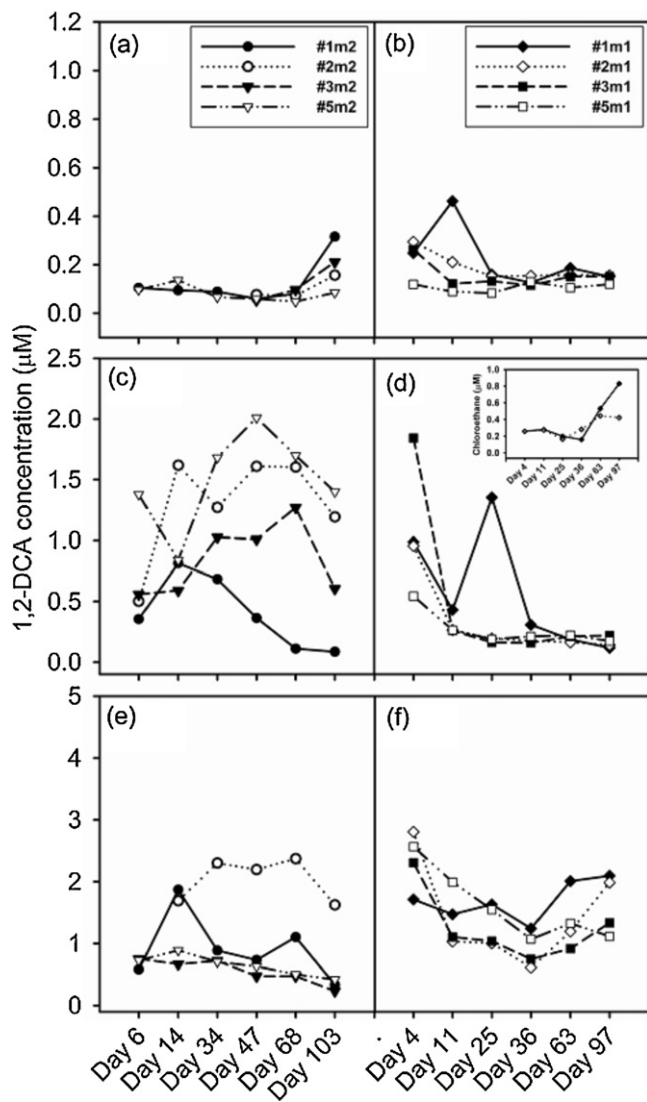 1,2-DCA concentration (µM)
(a)
1.2
1.0
0.8
0.6
0.4
0.2
0.0
#1m2
#2m2
#3m2
#5m2
(b)
#1m1
#2m1
#3m1
#5m1
(c)
2.5
2.0
1.5
1.0
0.5
0.0
(d)
Chloroethane (µM)
1.0
0.8
0.6
0.4
0.2
0.0
Day 4
Day 11
Day 25
Day 36
Day 63
Day 97
(e)
5
4
3
2
1
0
Day 6
Day 14
Day 34
Day 47
Day 68
Day 103
(f)
Day 4
Day 11
Day 25
Day 36
Day 63
Day 97